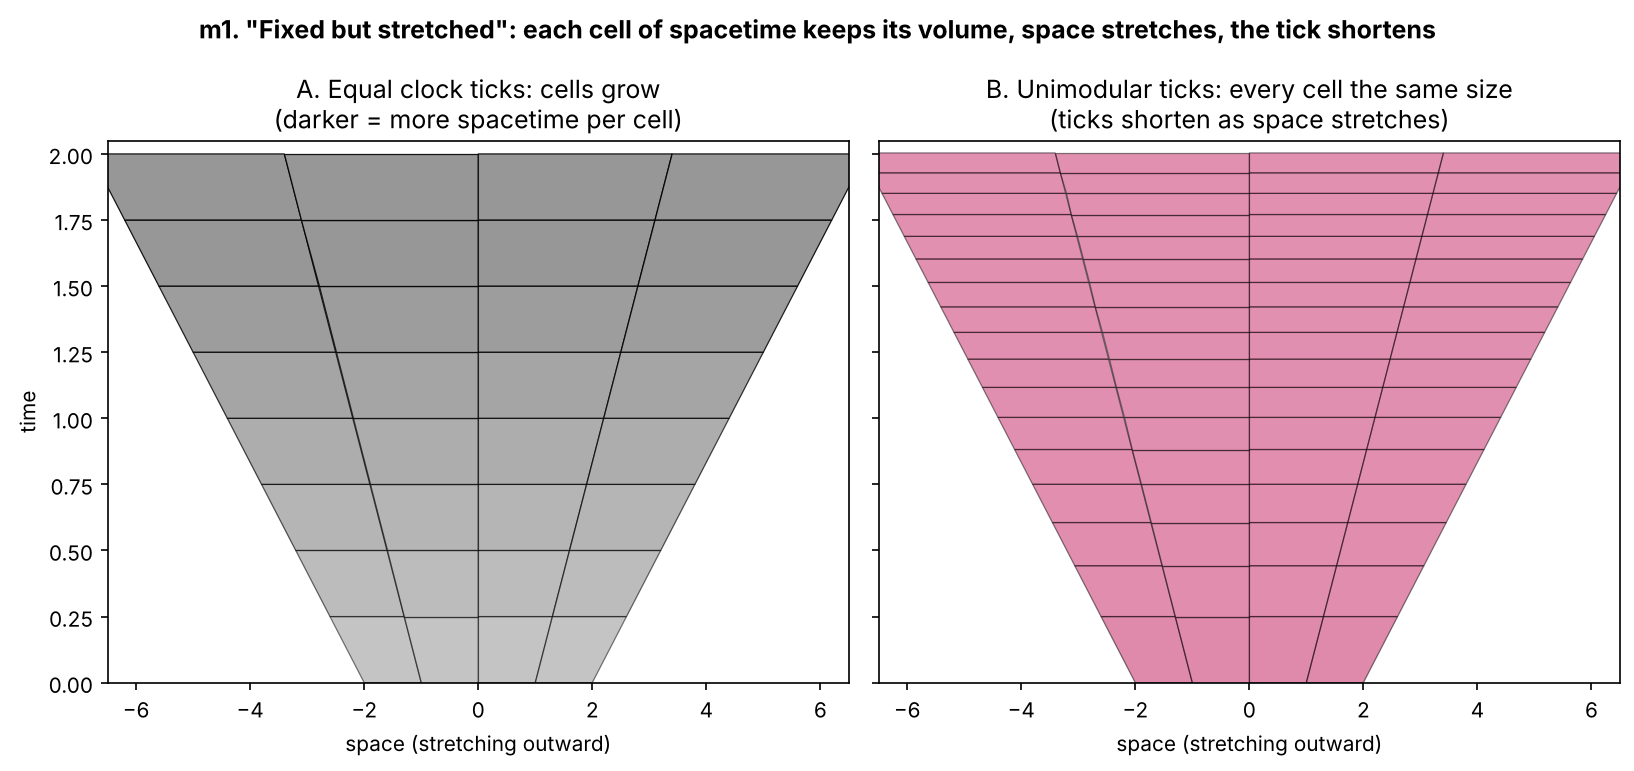 m1. "Fixed but stretched": each cell of spacetime keeps its volume, space stretches, the tick shortens
A. Equal clock ticks: cells grow
(darker = more spacetime per cell)
2.00
1.75
1.50
1.25
1.00
0.75
0.50
0.25
0.00
time
−6
−4
−2
0
2
4
6
space (stretching outward)
B. Unimodular ticks: every cell the same size
(ticks shorten as space stretches)
−6
−4
−2
0
2
4
6
space (stretching outward)